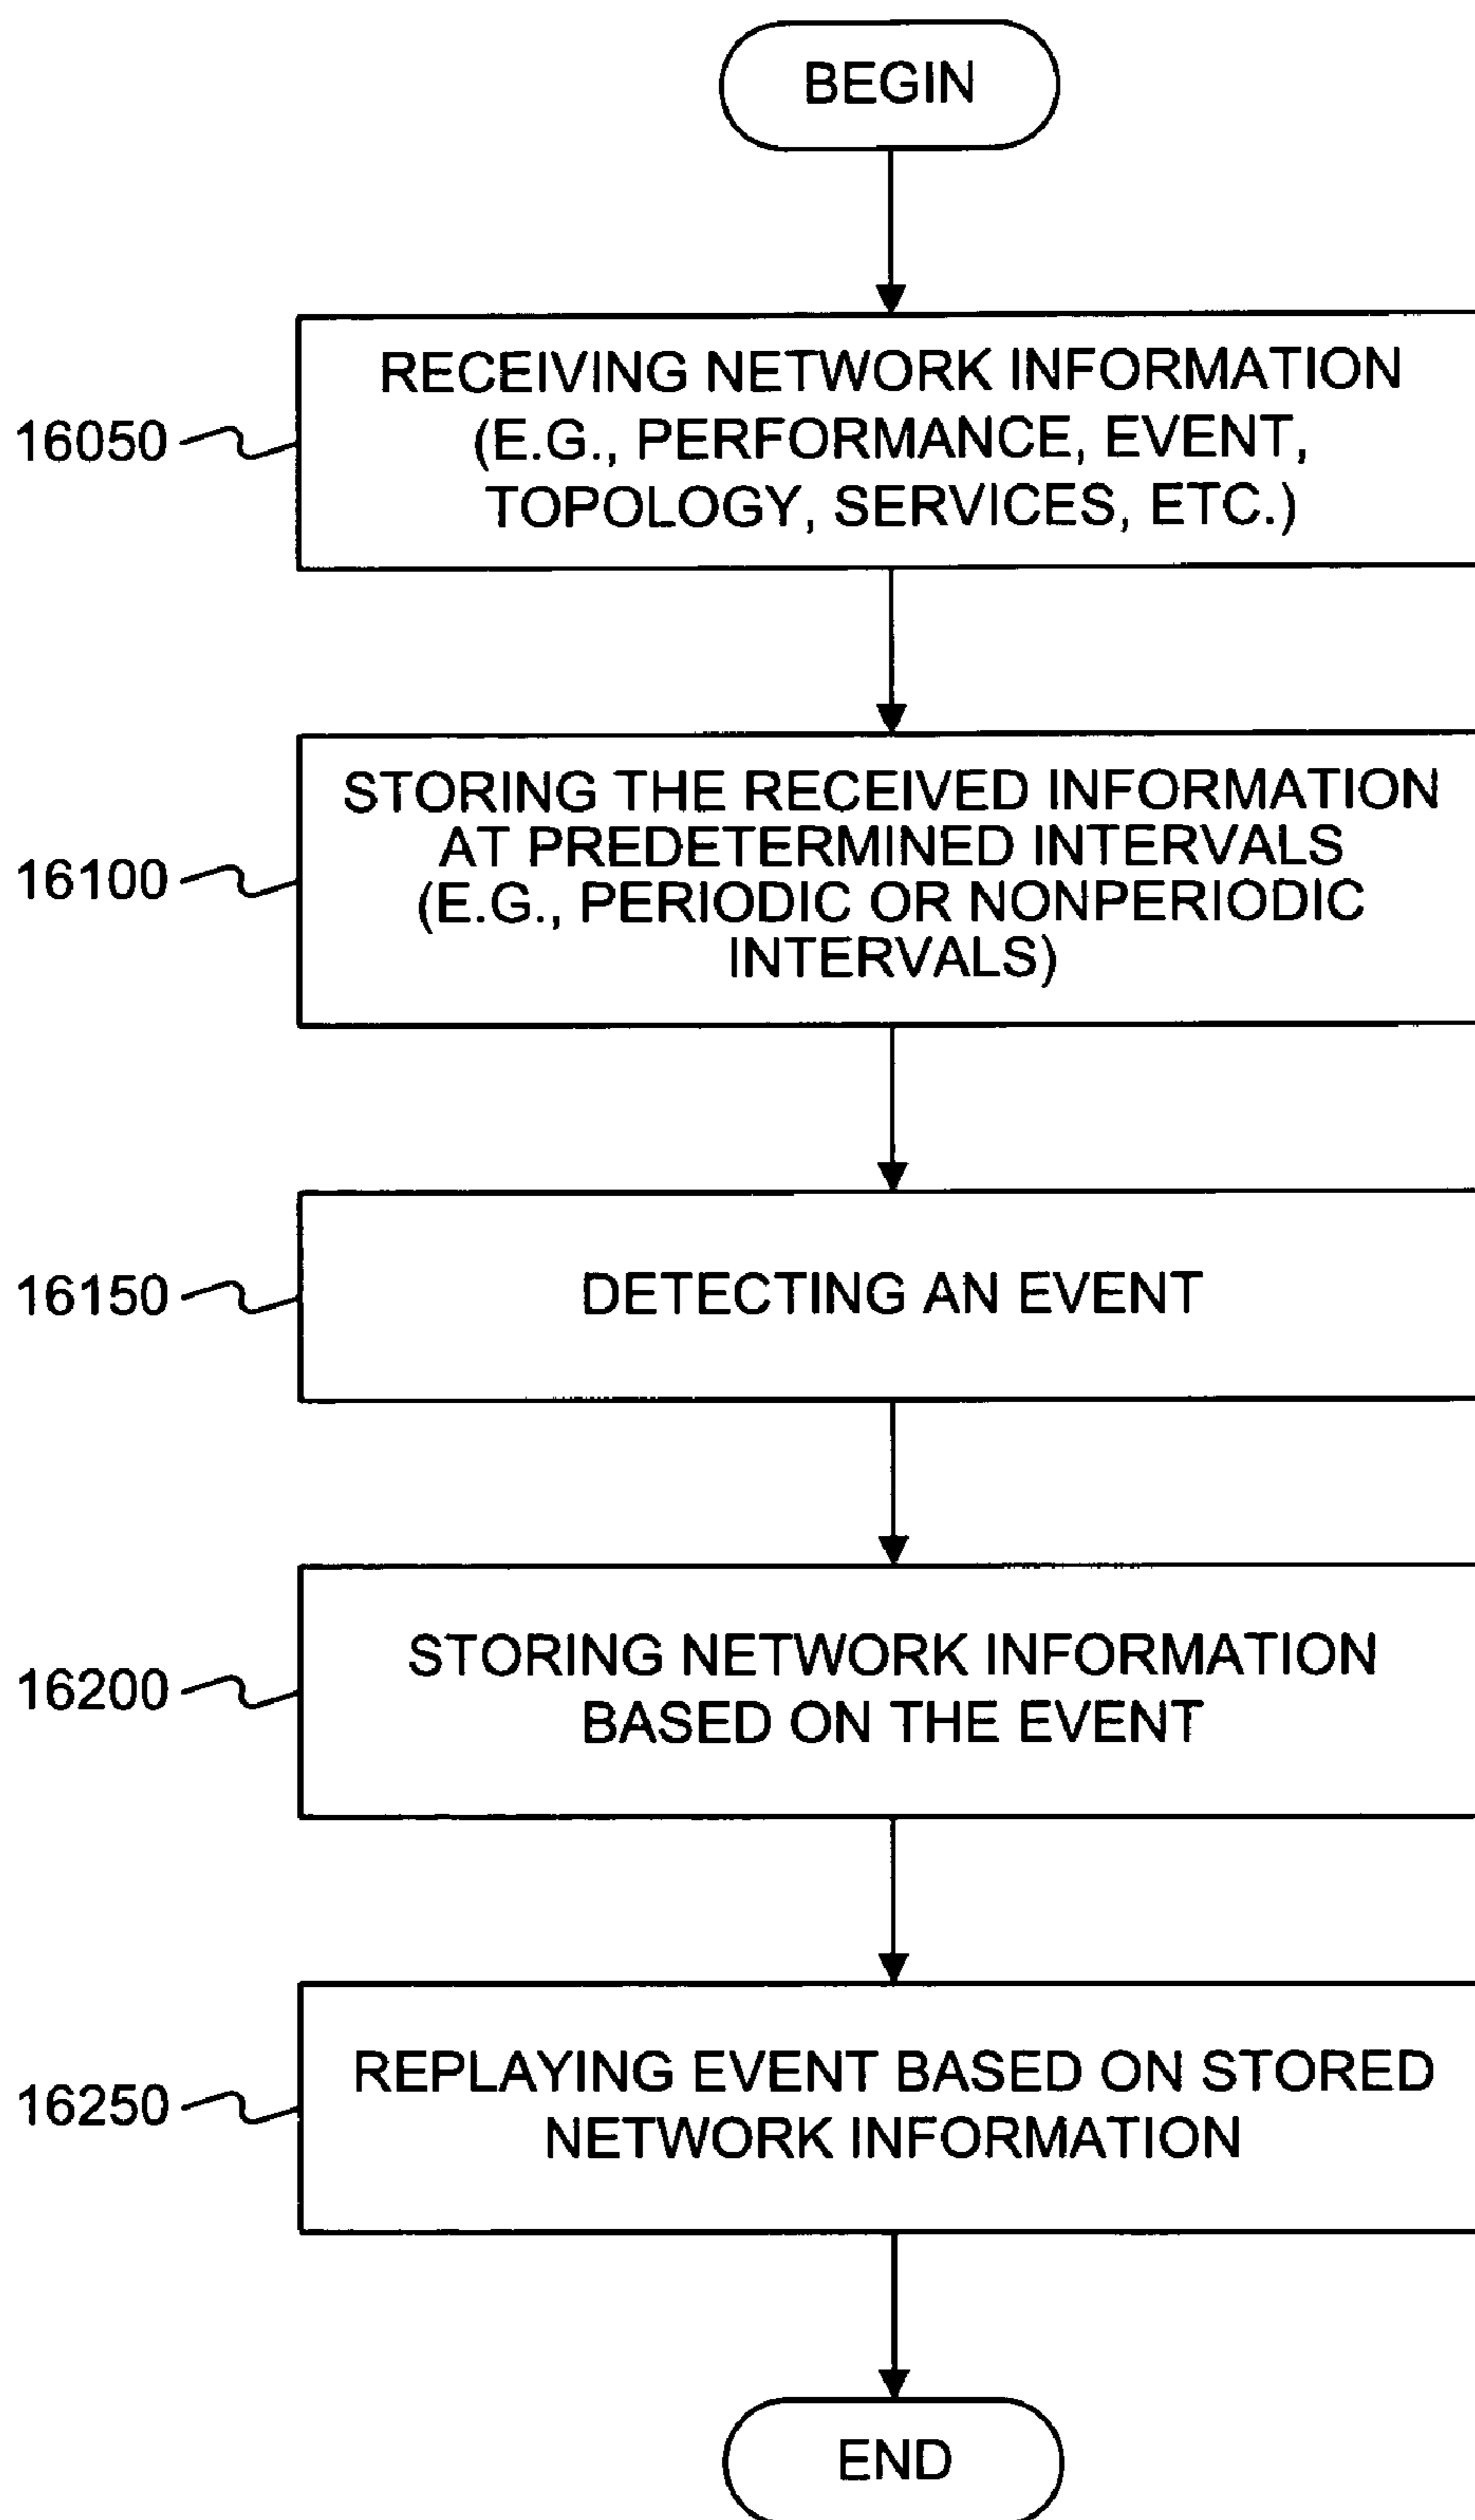 BEGIN
RECEIVING NETWORK INFORMATION
(E.G., PERFORMANCE, EVENT,
TOPOLOGY, SERVICES, ETC.)
16050
STORING THE RECEIVED INFORMATION
AT PREDETERMINED INTERVALS
(E.G., PERIODIC OR NONPERIODIC
INTERVALS)
16100
DETECTING AN EVENT
16150
STORING NETWORK INFORMATION
BASED ON THE EVENT
16200
REPLAYING EVENT BASED ON STORED
NETWORK INFORMATION
16250
END